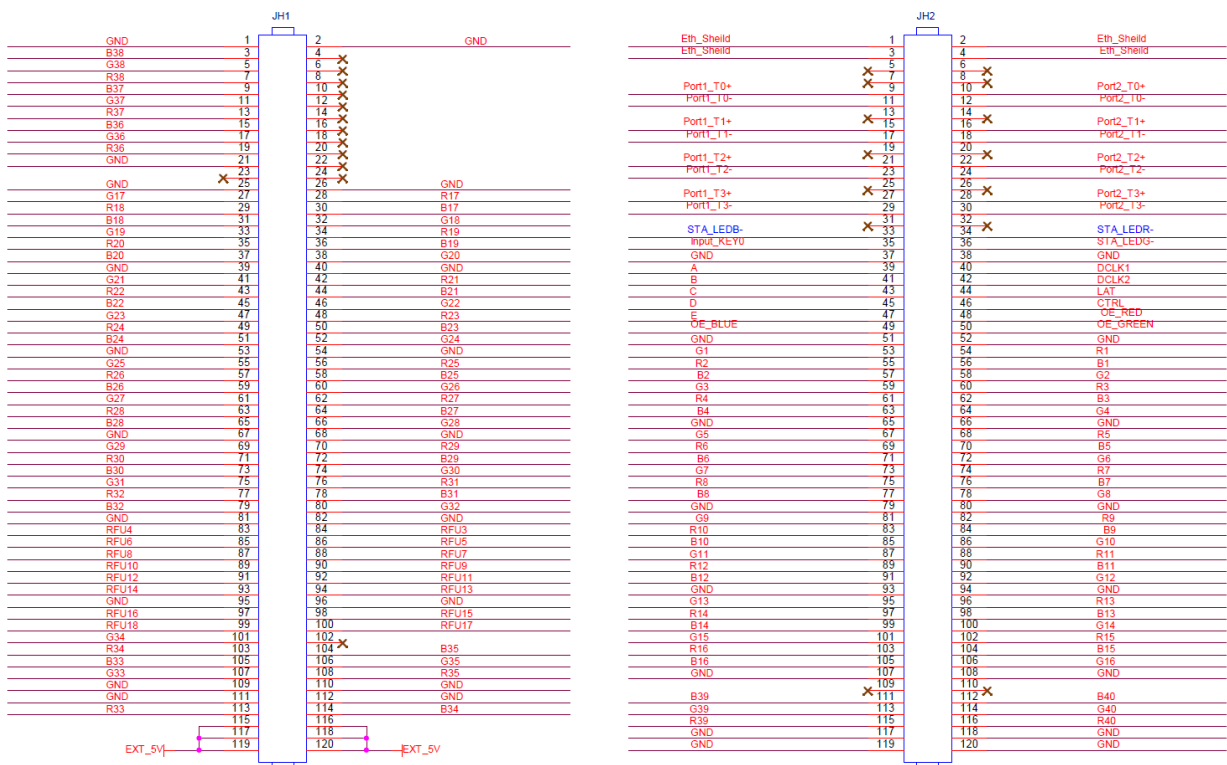 JH1
GND 1 2 GND
B38 3 4
G38 5 6
R38 7 8
B37 9 10
G37 11 12
R37 13 14
B36 15 16
G36 17 18
R36 19 20
GND 21 22
23 24
GND 25 26 GND
G17 27 28 R17
R18 29 30 B17
B18 31 32 G18
G19 33 34 R19
R20 35 36 B19
B20 37 38 G20
GND 39 40 GND
G21 41 42 R21
R22 43 44 B21
B22 45 46 G22
G23 47 48 R23
R24 49 50 B23
B24 51 52 G24
GND 53 54 GND
G25 55 56 R25
R26 57 58 B25
B26 59 60 G26
G27 61 62 R27
R28 63 64 B27
B28 65 66 G28
GND 67 68 GND
G29 69 70 R29
R30 71 72 B29
B30 73 74 G30
G31 75 76 R31
R32 77 78 B31
B32 79 80 G32
GND 81 82 GND
RFU4 83 84 RFU3
RFU6 85 86 RFU5
RFU8 87 88 RFU7
RFU10 89 90 RFU9
RFU12 91 92 RFU11
RFU14 93 94 RFU13
GND 95 96 GND
RFU16 97 98 RFU15
RFU18 99 100 RFU17
G34 101 102
R34 103 104 B35
B33 105 106 G35
G33 107 108 R35
GND 109 110 GND
GND 111 112 GND
R33 113 114 B34
115 116
117 118
EXT_5V 119 120 EXT_5V
JH2
Eth_Sheild 1 2 Eth_Sheild
Eth_Sheild 3 4 Eth_Sheild
5 6
7 8
Port1_T0+ 9 10 Port2_T0+
Port1_T0- 11 12 Port2_T0-
13 14
Port1_T1+ 15 16 Port2_T1+
Port1_T1- 17 18 Port2_T1-
19 20
Port1_T2+ 21 22 Port2_T2+
Port1_T2- 23 24 Port2_T2-
25 26
Port1_T3+ 27 28 Port2_T3+
Port1_T3- 29 30 Port2_T3-
31 32
STA_LEDB- 33 34 STA_LEDR-
Input_KEY0 35 36 STA_LEDG-
GND 37 38 GND
A 39 40 DCLK1
B 41 42 DCLK2
C 43 44 LAT
D 45 46 CTRL
E 47 48 OE_RED
OE_BLUE 49 50 OE_GREEN
GND 51 52 GND
G1 53 54 R1
R2 55 56 B1
B2 57 58 G2
G3 59 60 R3
R4 61 62 B3
B4 63 64 G4
GND 65 66 GND
G5 67 68 R5
R6 69 70 B5
B6 71 72 G6
G7 73 74 R7
R8 75 76 B7
B8 77 78 G8
GND 79 80 GND
G9 81 82 R9
R10 83 84 B9
B10 85 86 G10
G11 87 88 R11
R12 89 90 B11
B12 91 92 G12
GND 93 94 GND
G13 95 96 R13
R14 97 98 B13
B14 99 100 G14
G15 101 102 R15
R16 103 104 B15
B16 105 106 G16
GND 107 108 GND
109 110
B39 111 112 B40
G39 113 114 G40
R39 115 116 R40
GND 117 118 GND
GND 119 120 GND